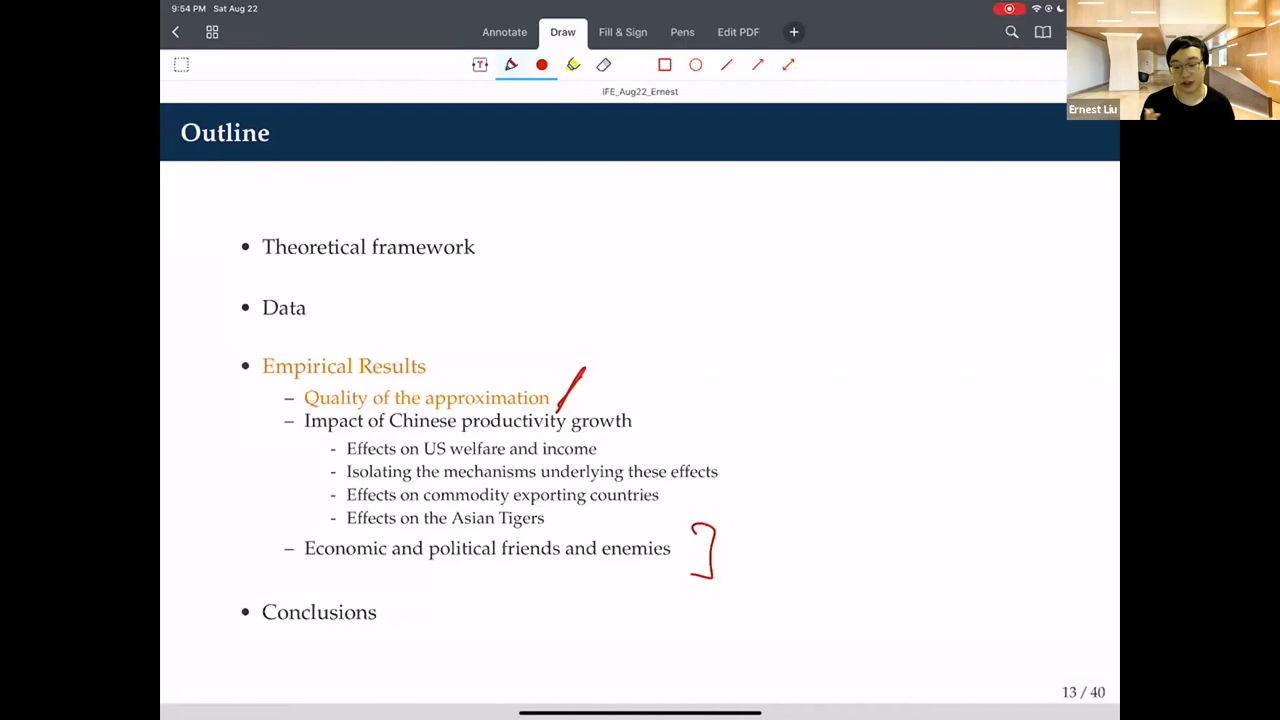 9:54 PM Sat Aug 22
Annotate Draw Fill & Sign Pens Edit PDF
T
IFE_Aug22_Ernest
Ernest Liu
Outline
• Theoretical framework
• Data
• Empirical Results
– Quality of the approximation
– Impact of Chinese productivity growth
- Effects on US welfare and income
- Isolating the mechanisms underlying these effects
- Effects on commodity exporting countries
- Effects on the Asian Tigers
– Economic and political friends and enemies
• Conclusions
13 / 40